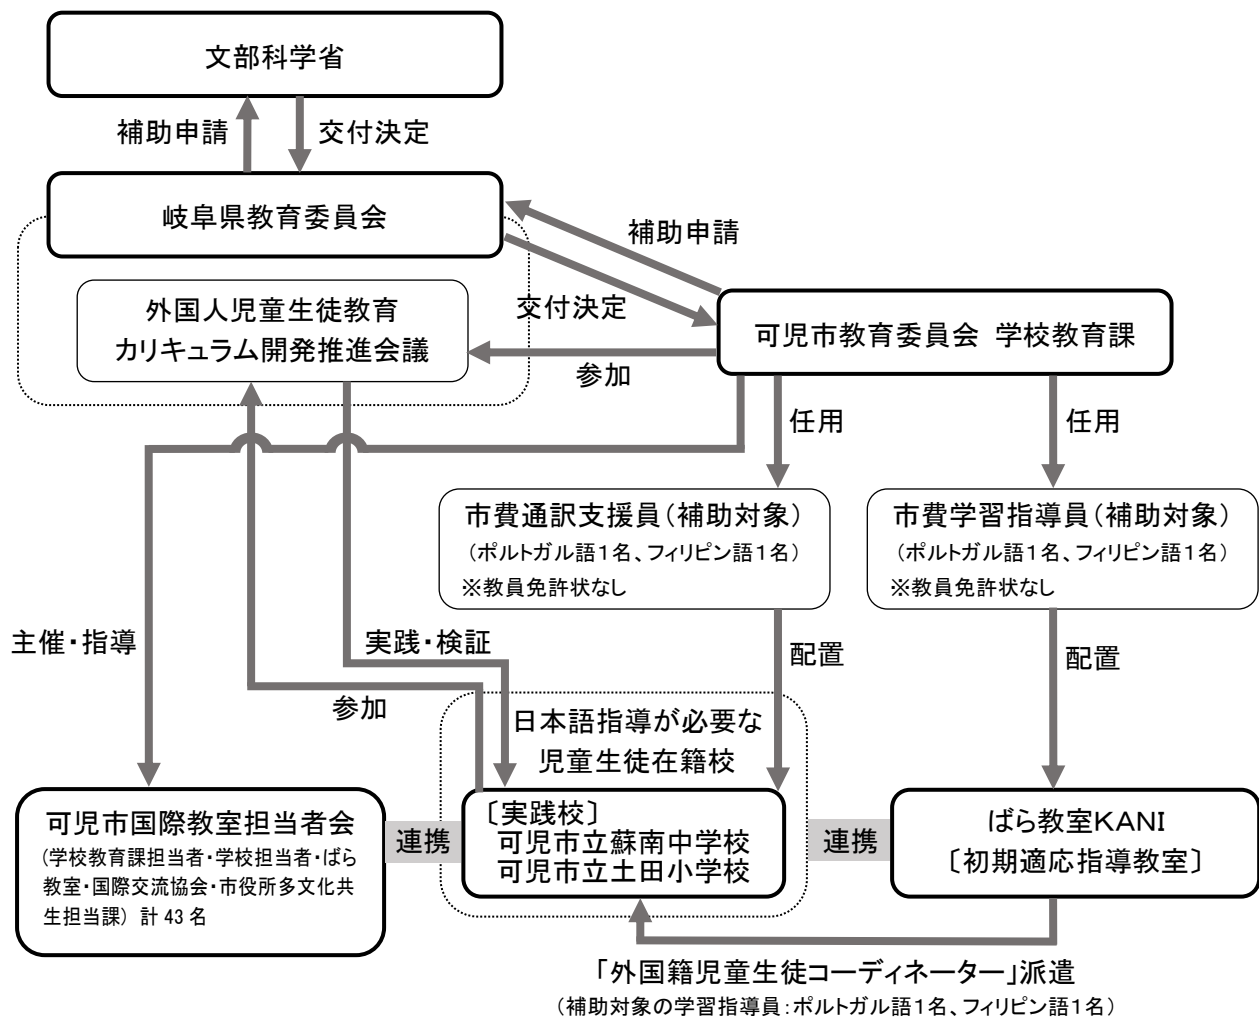 文部科学省
補助申請
交付決定
岐阜県教育委員会
補助申請
交付決定
外国人児童生徒教育
カリキュラム開発推進会議
可児市教育委員会 学校教育課
参加
任用
任用
市費通訳支援員(補助対象)
(ポルトガル語1名、フィリピン語1名)
※教員免許状なし
市費学習指導員(補助対象)
(ポルトガル語1名、フィリピン語1名)
※教員免許状なし
主催・指導
実践・検証
配置
配置
参加
日本語指導が必要な
児童生徒在籍校
可児市国際教室担当者会
(学校教育課担当者・学校担当者・ばら
教室・国際交流協会・市役所多文化共
生担当課) 計 43 名
連携
〔実践校〕
可児市立蘇南中学校
可児市立土田小学校
連携
ばら教室KANI
〔初期適応指導教室〕
「外国籍児童生徒コーディネーター」派遣
(補助対象の学習指導員:ポルトガル語1名、フィリピン語1名)